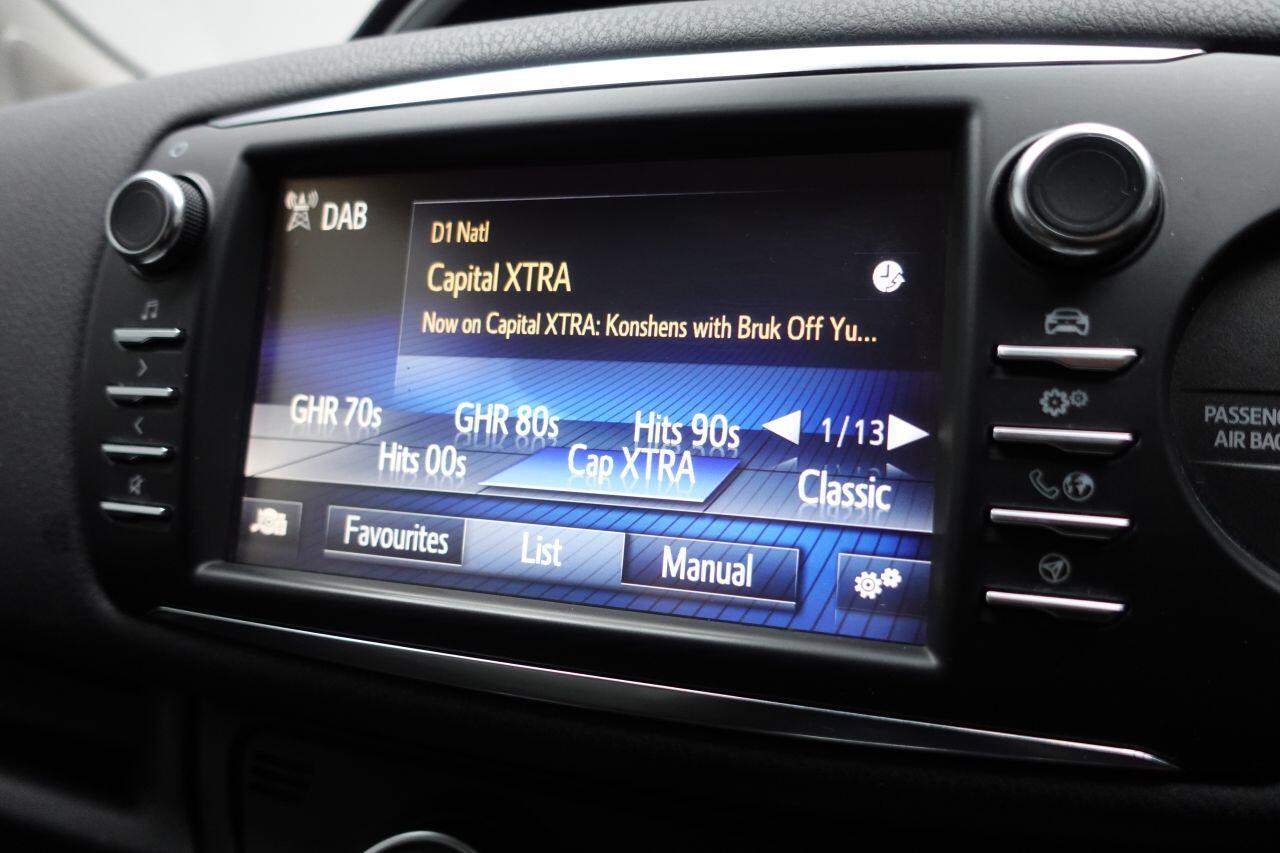 DAB
D1 Natl
Capital XTRA
Now on Capital XTRA: Konshens with Bruk Off Yu...
GHR 70s GHR 80s Hits 90s 1/13
Hits 00s Cap XTRA Classic
Favourites List Manual
PASSENG
AIR BAG